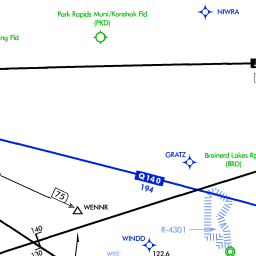 NIWRA
Park Rapids Muni/Konshok Fld
(PKD)
ng Fld
Q140
194
GRATZ
Brainerd Lakes Rg
(BRD)
75
WENNR
R-4301
140
120
WINDD
122.6